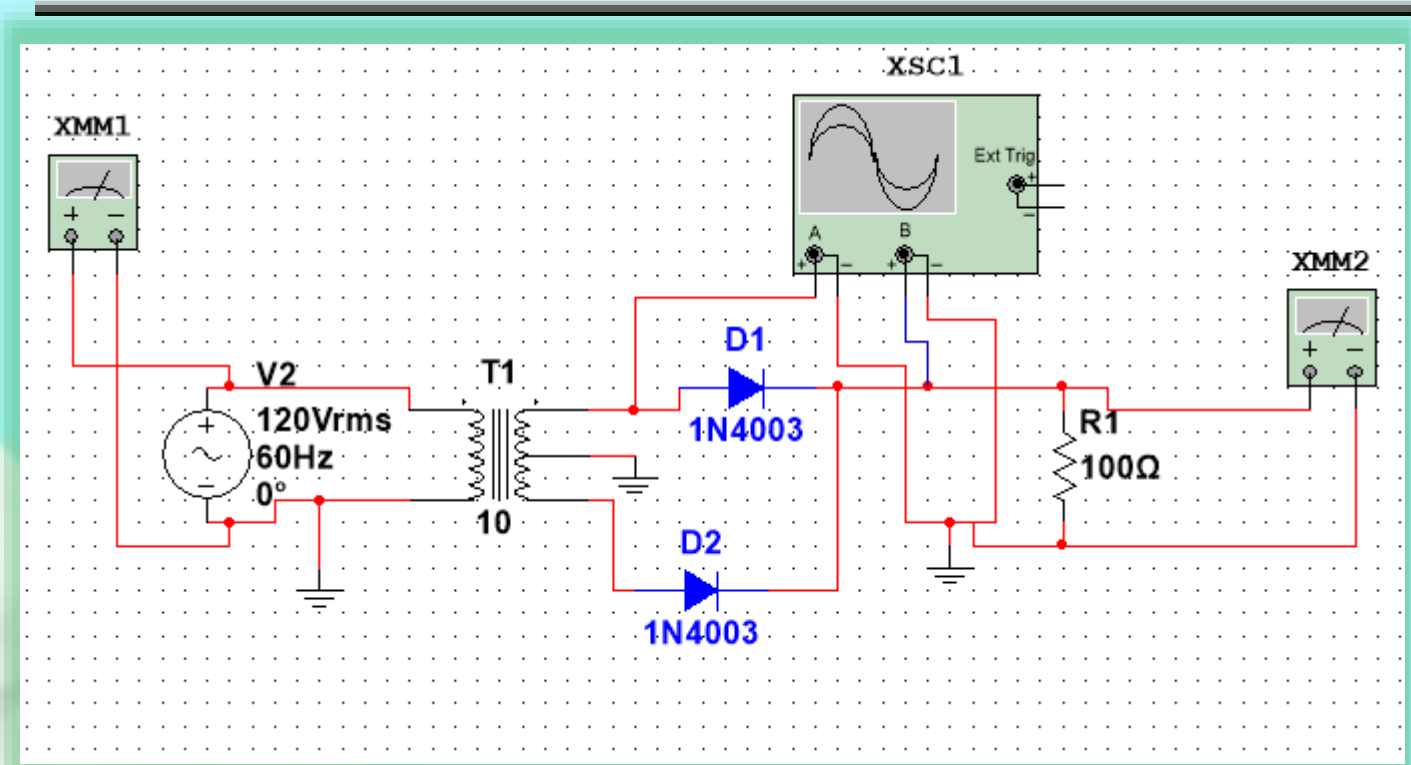 XSC1
XMM1
Ext Trig
+
−
+ −
A
B
+ −
+ −
XMM2
+ −
D1
V2
T1
+
120Vrms
1N4003
R1
60Hz
100Ω
−
0°
10
D2
1N4003